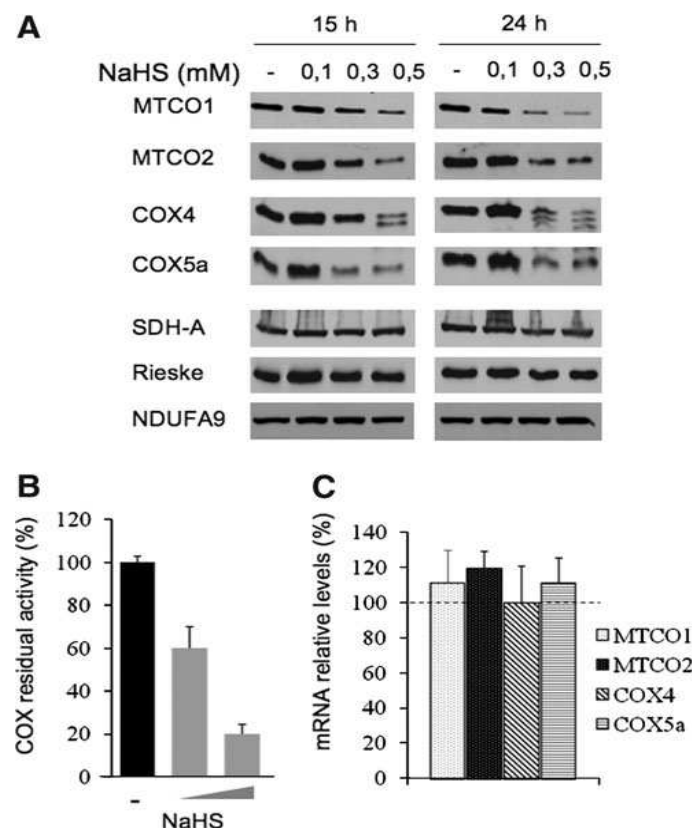 A
15 h 24 h
NaHS (mM) - 0,1 0,3 0,5 - 0,1 0,3 0,5
MTCO1
MTCO2
COX4
COX5a
SDH-A
Rieske
NDUFA9
B
COX residual activity (%)
120
100
80
60
40
20
0
-
NaHS
C
mRNA relative levels (%)
140
120
100
80
60
40
20
0
MTCO1
MTCO2
COX4
COX5a